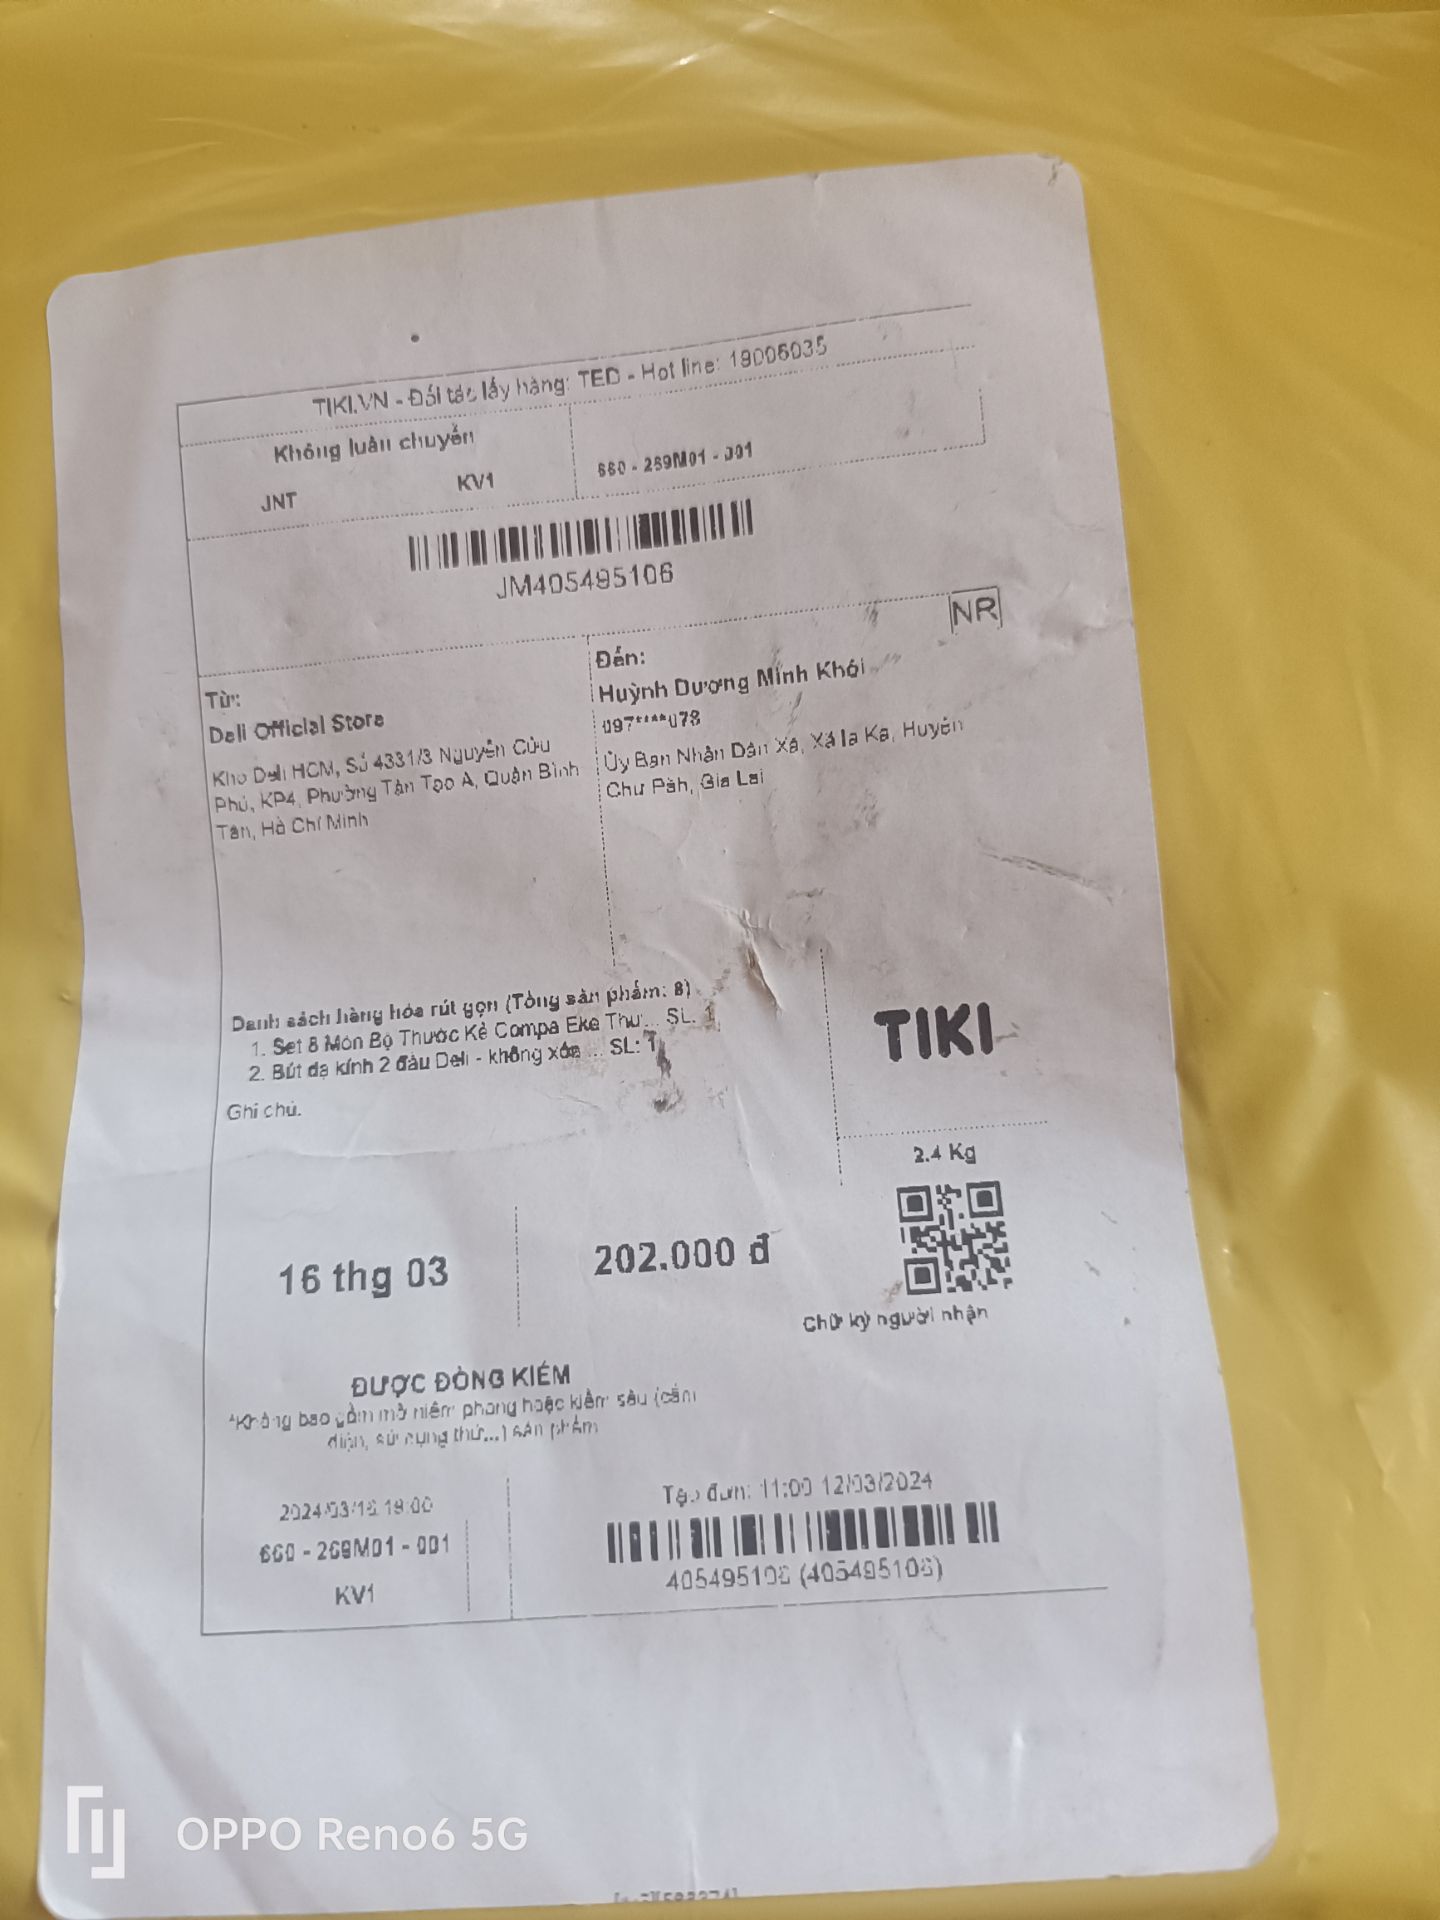 TIKI.VN - Đối tác lấy hàng: TED - Hot line: 19006035
Không luân chuyển
JNT KV1
660 - 269M01 - 001
JM405495106
NR
Từ:
Deli Official Store
Kho Deli HCM, Số 4331/3 Nguyễn Cửu
Phú, KP4, Phường Tân Tạo A, Quận Bình
Tân, Hồ Chí Minh
Đến:
Huỳnh Dương Minh Khôi
097****078
Ủy Ban Nhân Dân Xã, Xã Ia Ka, Huyện
Chư Păh, Gia Lai
Danh sách hàng hóa rút gọn (Tổng sản phẩm: 8)
1. Set 8 Món Bộ Thước Kẻ Compa Eke Thư... SL: 1
2. Bút dạ kính 2 đầu Deli - không xóa ... SL: 1
Ghi chú:
TIKI
2.4 Kg
16 thg 03
202.000 đ
Chữ ký người nhận
ĐƯỢC ĐỒNG KIỂM
*Không bao gồm mở niêm phong hoặc kiểm sâu (cắm
điện, sử dụng thử...) sản phẩm
2024/03/16 19:00
660 - 269M01 - 001
KV1
Tạo đơn: 11:00 12/03/2024
405495106 (405495106)
OPPO Reno6 5G